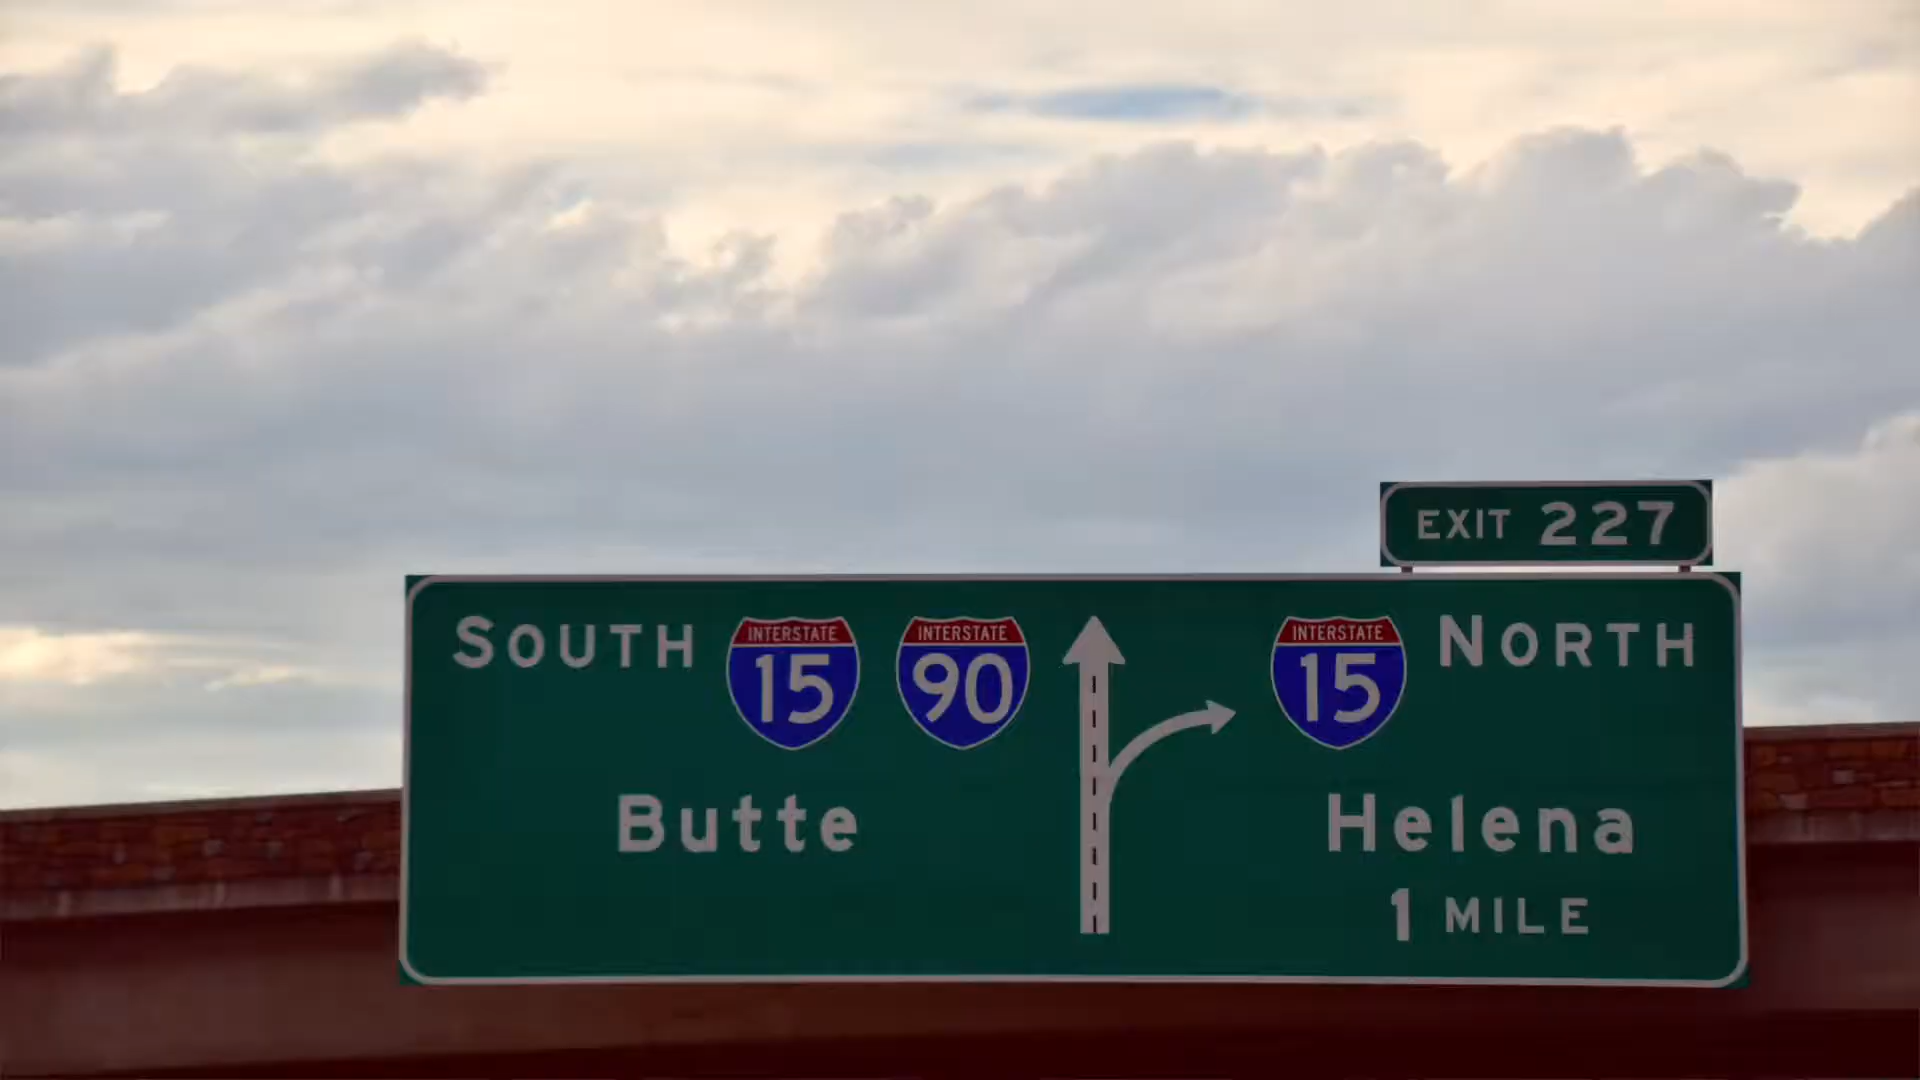 EXIT 227
SOUTH INTERSTATE 15 INTERSTATE 90
Butte
INTERSTATE 15 NORTH
Helena
1 MILE